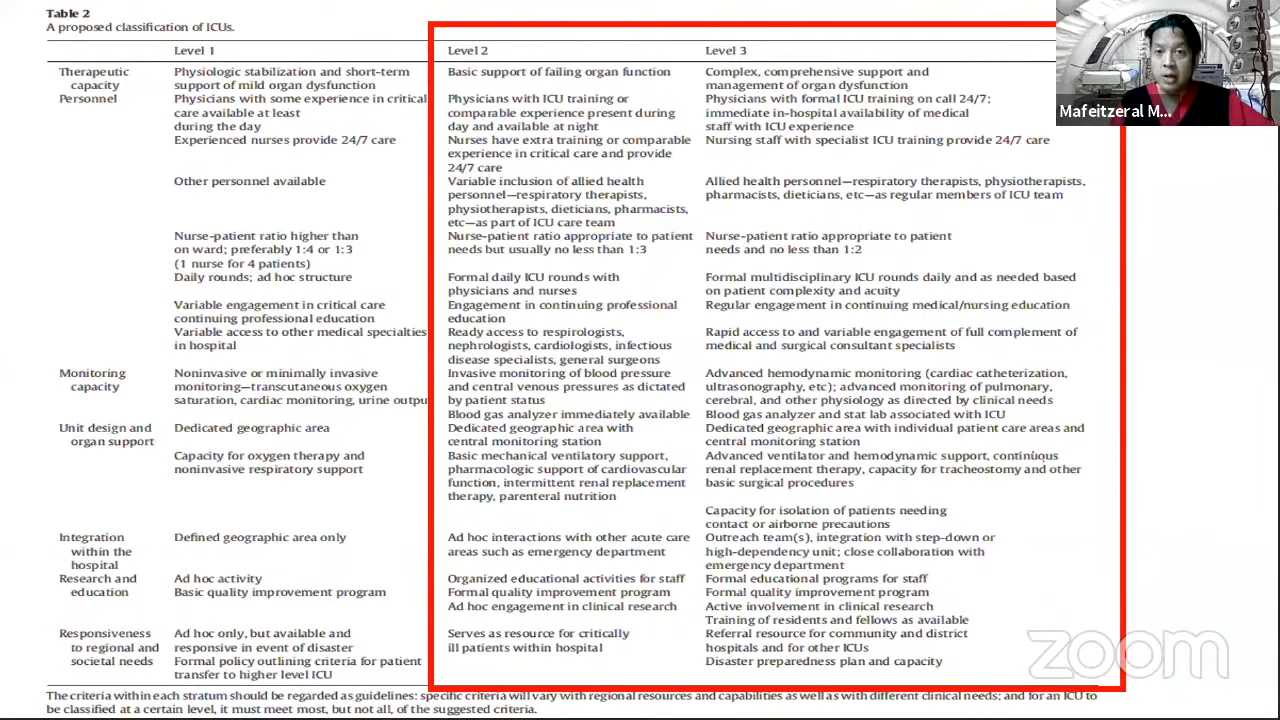 Table 2
A proposed classification of ICUs.
Level 1
Level 2
Level 3
Therapeutic
capacity
Physiologic stabilization and short-term
support of mild organ dysfunction
Basic support of failing organ function
Complex, comprehensive support and
management of organ dysfunction
Personnel
Physicians with some experience in critical
care available at least
during the day
Physicians with ICU training or
comparable experience present during
day and available at night
Physicians with formal ICU training on call 24/7;
immediate in-hospital availability of medical
staff with ICU experience
Experienced nurses provide 24/7 care
Nurses have extra training or comparable
experience in critical care and provide
24/7 care
Nursing staff with specialist ICU training provide 24/7 care
Other personnel available
Variable inclusion of allied health
personnel—respiratory therapists,
physiotherapists, dieticians, pharmacists,
etc—as part of ICU care team
Allied health personnel—respiratory therapists, physiotherapists,
pharmacists, dieticians, etc—as regular members of ICU team
Nurse-patient ratio higher than
on ward; preferably 1:4 or 1:3
(1 nurse for 4 patients)
Nurse-patient ratio appropriate to patient
needs but usually no less than 1:3
Nurse-patient ratio appropriate to patient
needs and no less than 1:2
Daily rounds; ad hoc structure
Formal daily ICU rounds with
physicians and nurses
Formal multidisciplinary ICU rounds daily and as needed based
on patient complexity and acuity
Variable engagement in critical care
continuing professional education
Engagement in continuing professional
education
Regular engagement in continuing medical/nursing education
Variable access to other medical specialties
in hospital
Ready access to respirologists,
nephrologists, cardiologists, infectious
disease specialists, general surgeons
Rapid access to and variable engagement of full complement of
medical and surgical consultant specialists
Monitoring
capacity
Noninvasive or minimally invasive
monitoring—transcutaneous oxygen
saturation, cardiac monitoring, urine outpu
Invasive monitoring of blood pressure
and central venous pressures as dictated
by patient status
Advanced hemodynamic monitoring (cardiac catheterization,
ultrasonography, etc); advanced monitoring of pulmonary,
cerebral, and other physiology as directed by clinical needs
Blood gas analyzer immediately available
Blood gas analyzer and stat lab associated with ICU
Unit design and
organ support
Dedicated geographic area
Dedicated geographic area with
central monitoring station
Dedicated geographic area with individual patient care areas and
central monitoring station
Capacity for oxygen therapy and
noninvasive respiratory support
Basic mechanical ventilatory support,
pharmacologic support of cardiovascular
function, intermittent renal replacement
therapy, parenteral nutrition
Advanced ventilator and hemodynamic support, continuous
renal replacement therapy, capacity for tracheostomy and other
basic surgical procedures
Capacity for isolation of patients needing
contact or airborne precautions
Integration
within the
hospital
Defined geographic area only
Ad hoc interactions with other acute care
areas such as emergency department
Outreach team(s), integration with step-down or
high-dependency unit; close collaboration with
emergency department
Research and
education
Ad hoc activity
Basic quality improvement program
Organized educational activities for staff
Formal quality improvement program
Ad hoc engagement in clinical research
Formal educational programs for staff
Formal quality improvement program
Active involvement in clinical research
Training of residents and fellows as available
Responsiveness
to regional and
societal needs
Ad hoc only, but available and
responsive in event of disaster
Formal policy outlining criteria for patient
transfer to higher level ICU
Serves as resource for critically
ill patients within hospital
Referral resource for community and district
hospitals and for other ICUs
Disaster preparedness plan and capacity
The criteria within each stratum should be regarded as guidelines: specific criteria will vary with regional resources and capabilities as well as with different clinical needs; and for an ICU to
be classified at a certain level, it must meet most, but not all, of the suggested criteria.
Mafeitzeral M...
zoom